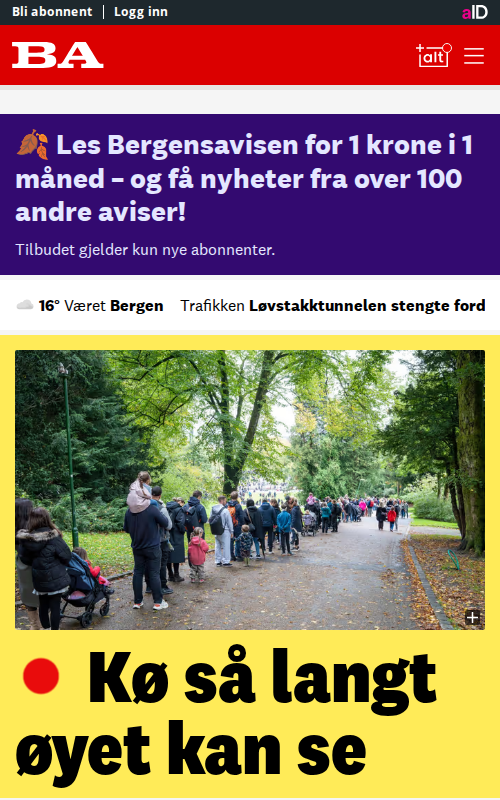 Bli abonnent | Logg inn
aID
BA
+alt
🍂 Les Bergensavisen for 1 krone i 1
måned – og få nyheter fra over 100
andre aviser!
Tilbudet gjelder kun nye abonnenter.
16° Været Bergen Trafikken Løvstakktunnelen stengte ford
Kø så langt
øyet kan se